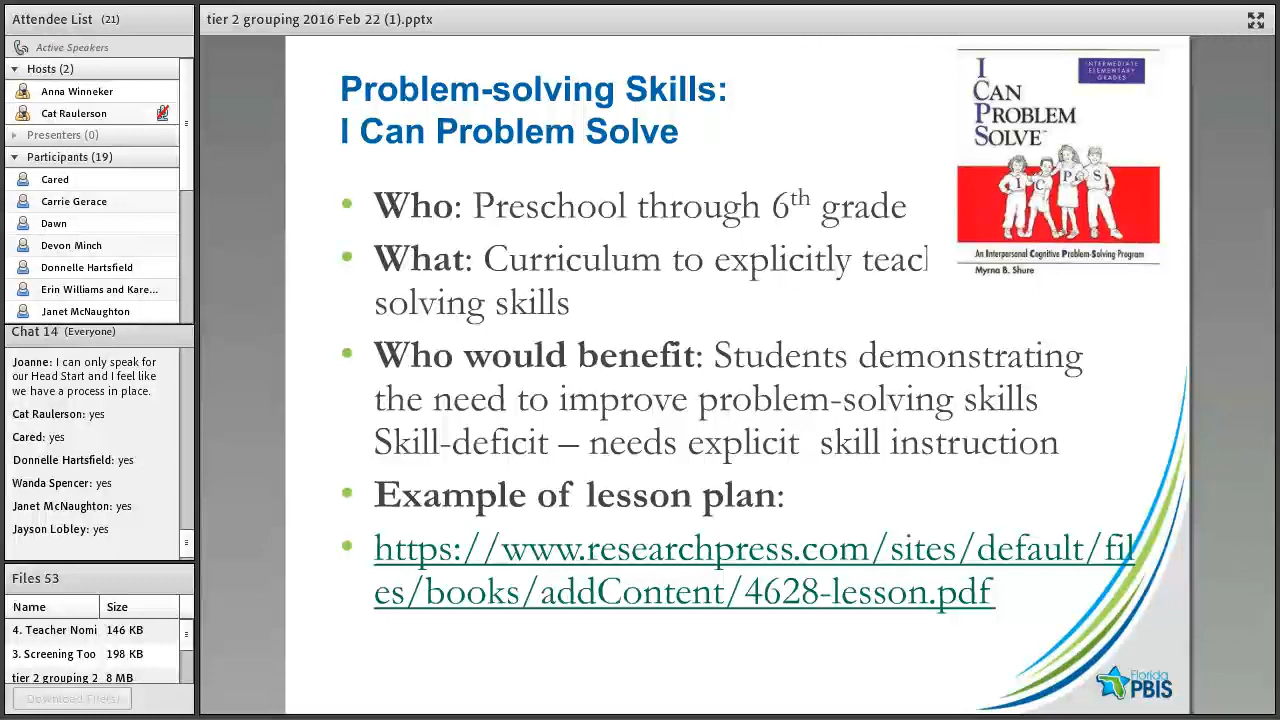 Attendee List (21)
Active Speakers
Hosts (2)
Anna Winneker
Cat Raulerson
Presenters (0)
Participants (19)
Cared
Carrie Gerace
Dawn
Devon Minch
Donnelle Hartsfield
Erin Williams and Kare...
Janet McNaughton
Chat 14 (Everyone)
Joanne: I can only speak for
our Head Start and I feel like
we have a process in place.
Cat Raulerson: yes
Cared: yes
Donnelle Hartsfield: yes
Wanda Spencer: yes
Janet McNaughton: yes
Jayson Lobley: yes
Files 53
Name Size
4. Teacher Nomi 146 KB
3. Screening Too 198 KB
tier 2 grouping 2 8 MB
Download File(s)
tier 2 grouping 2016 Feb 22 (1).pptx
Problem-solving Skills:
I Can Problem Solve
• Who: Preschool through 6th grade
• What: Curriculum to explicitly teach
solving skills
• Who would benefit: Students demonstrating
the need to improve problem-solving skills
Skill-deficit – needs explicit skill instruction
• Example of lesson plan:
• https://www.researchpress.com/sites/default/fil
es/books/addContent/4628-lesson.pdf
I
CAN
PROBLEM
SOLVE
INTERMEDIATE
ELEMENTARY
GRADES
I C P S
An Interpersonal Cognitive Problem-Solving Program
Myrna B. Shure
Florida
PBIS